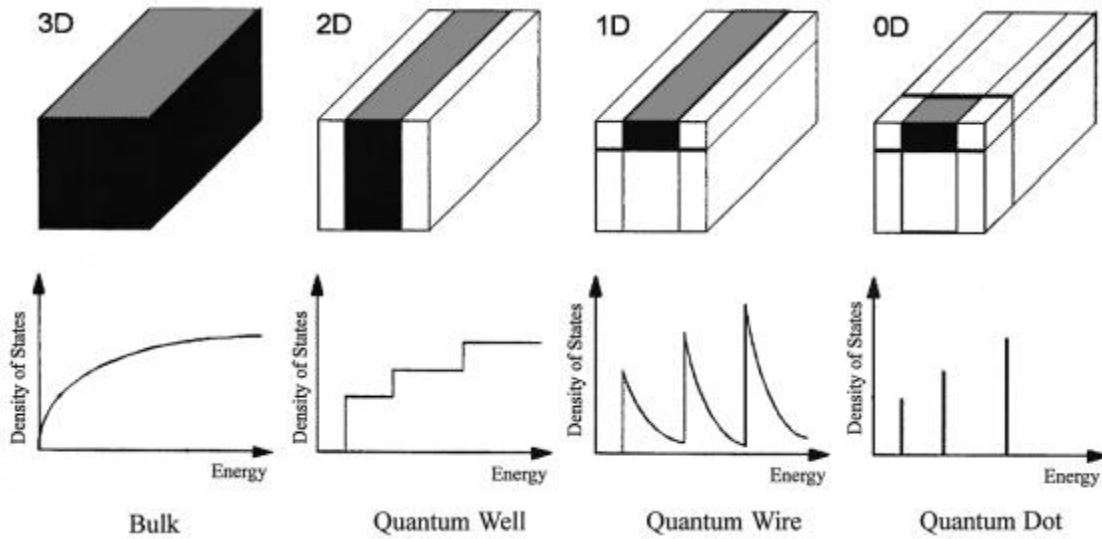 3D
2D
1D
0D
Density of States
Energy
Density of States
Energy
Density of States
Energy
Density of States
Energy
Bulk
Quantum Well
Quantum Wire
Quantum Dot